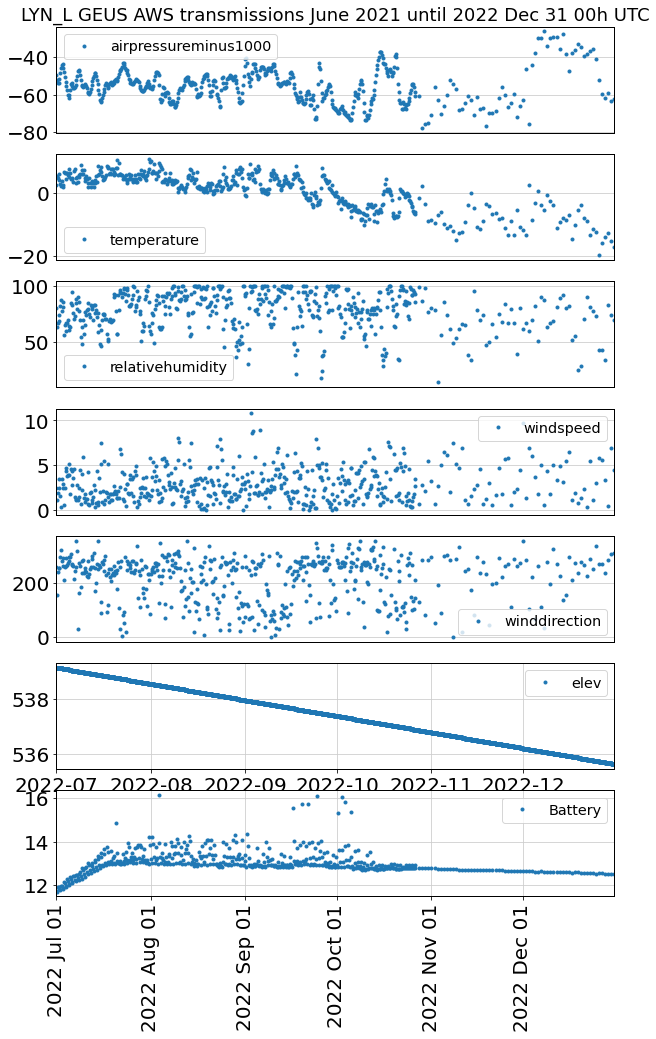 LYN_L GEUS AWS transmissions June 2021 until 2022 Dec 31 00h UTC
airpressureminus1000
−40
−60
−80
temperature
0
−20
relativehumidity
100
50
windspeed
10
5
0
winddirection
200
0
elev
538
536
2022-07 2022-08 2022-09 2022-10 2022-11 2022-12
Battery
16
14
12
2022 Jul 01
2022 Aug 01
2022 Sep 01
2022 Oct 01
2022 Nov 01
2022 Dec 01